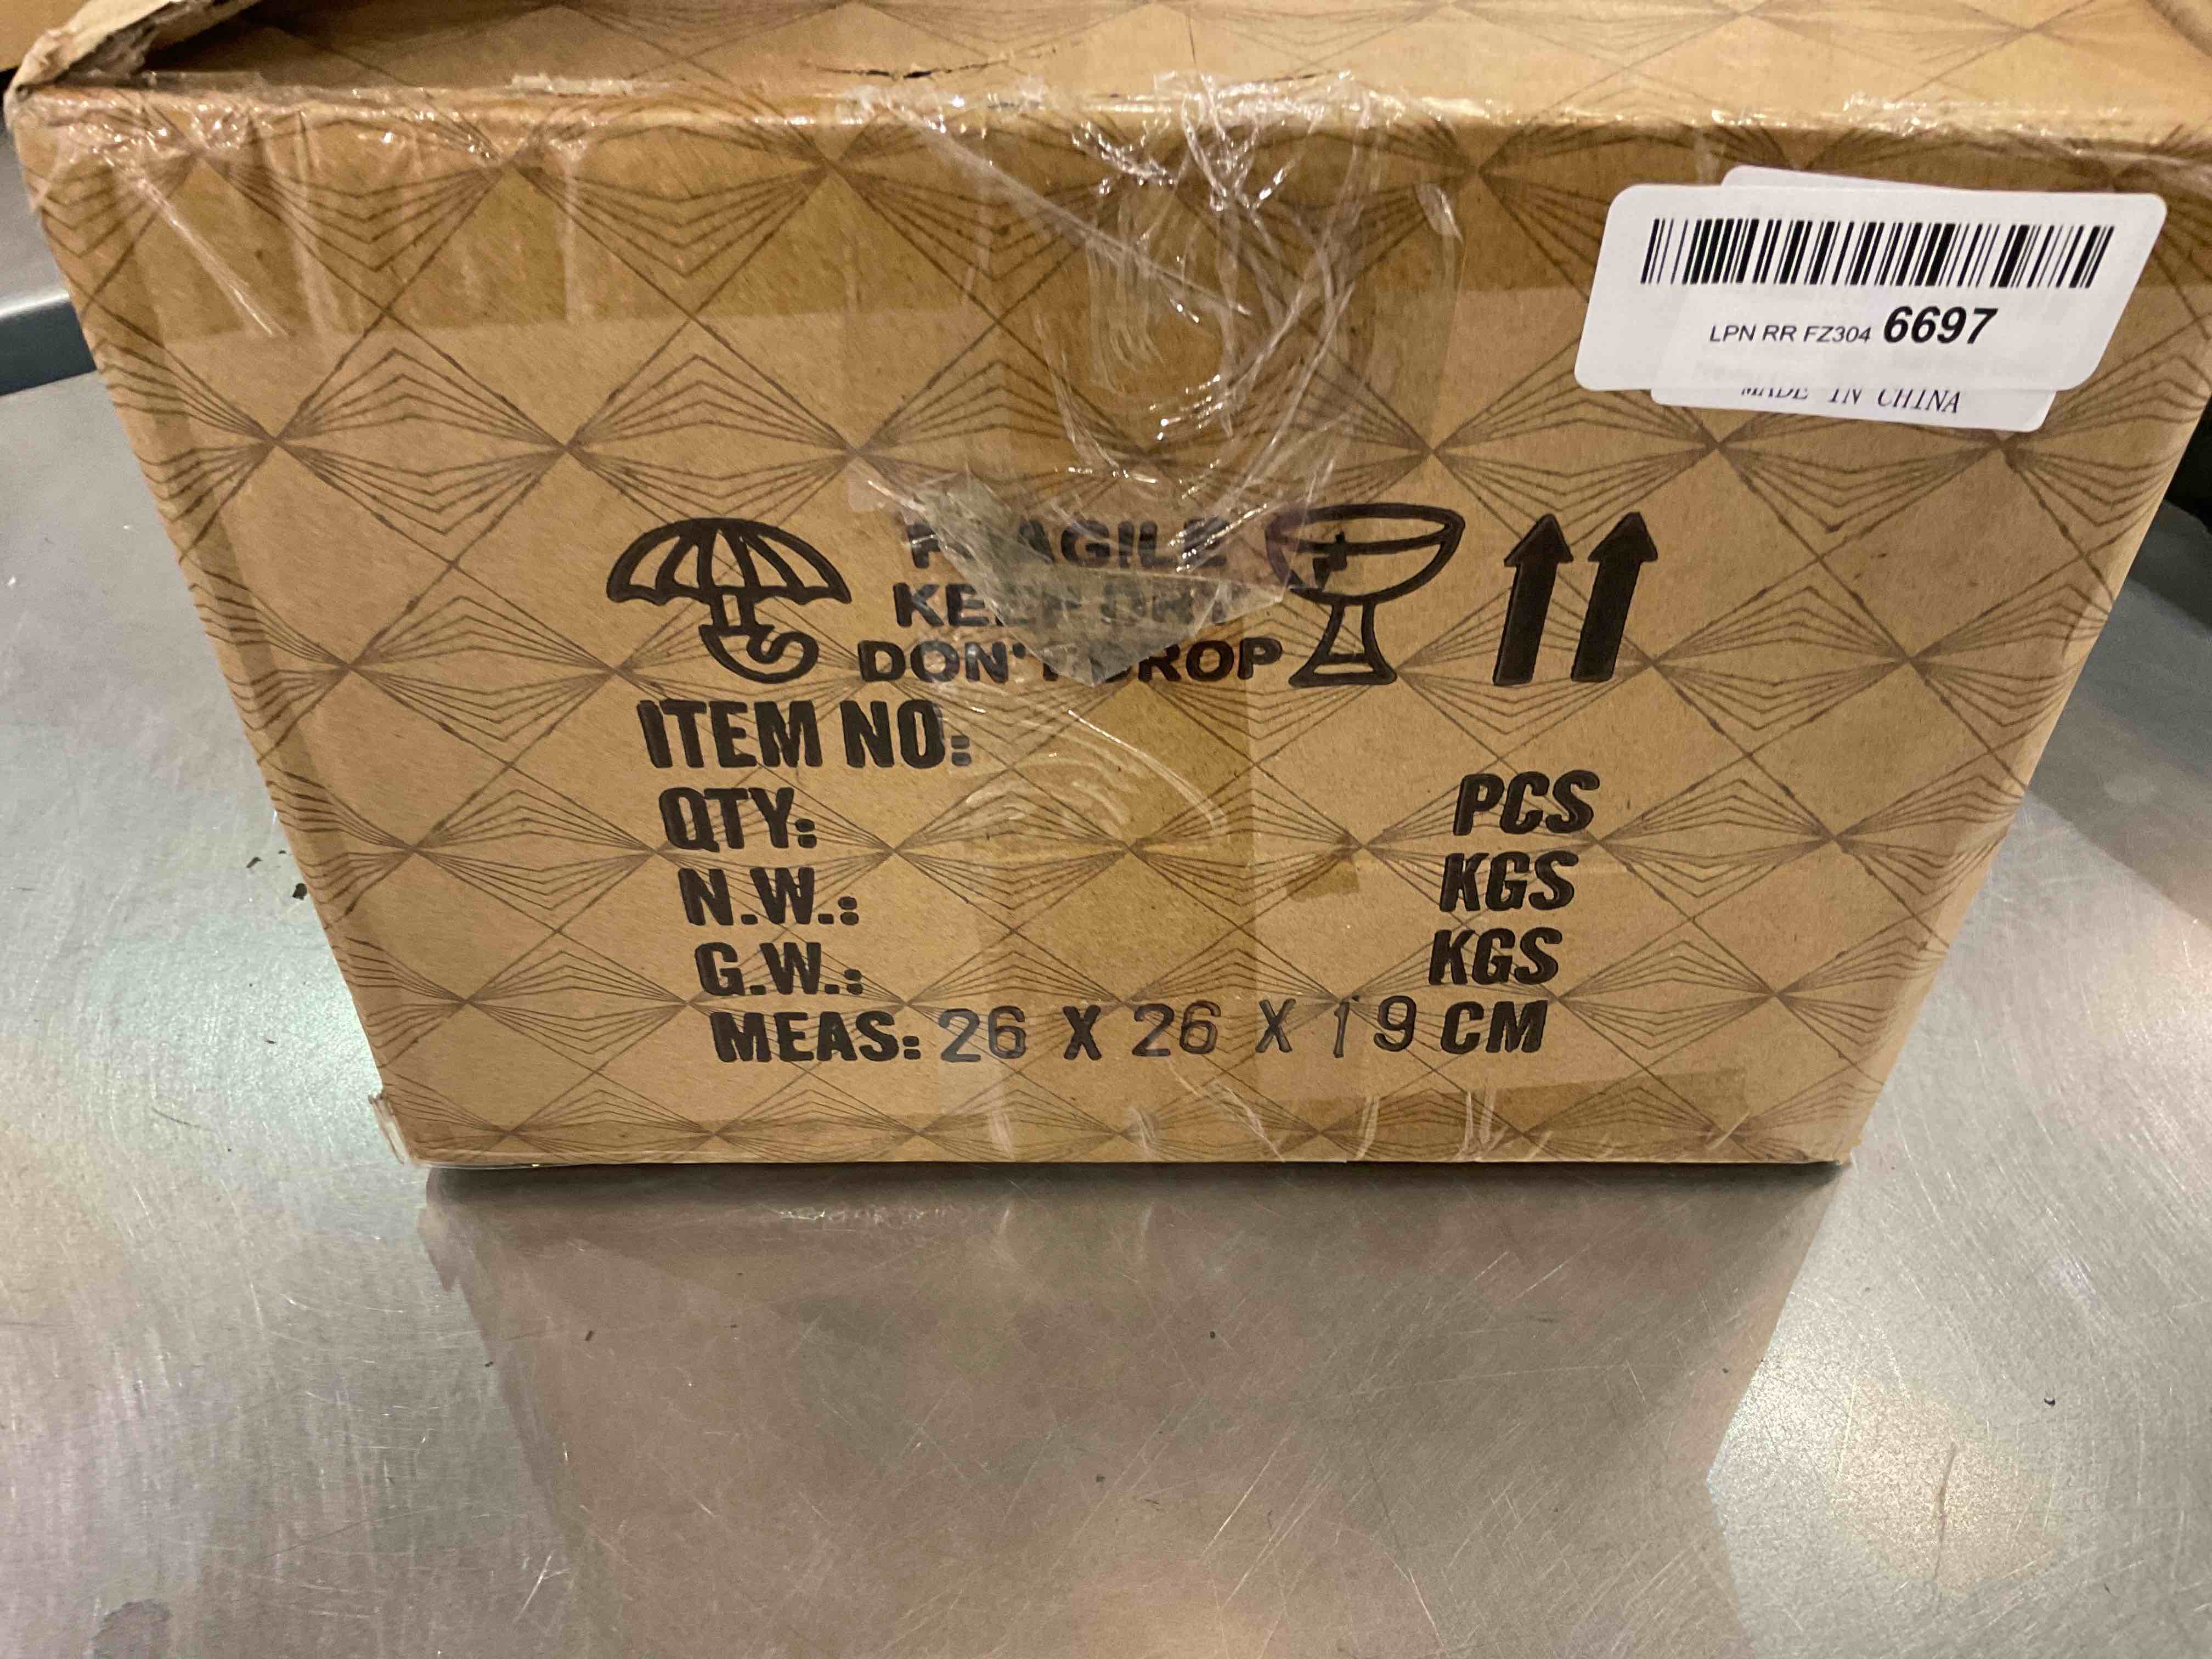 LPN RR FZ304 6697
MADE IN CHINA
FRAGILE
KEEP DRY
DON'T DROP
ITEM NO:
QTY: PCS
N.W.: KGS
G.W.: KGS
MEAS: 26 X 26 X 19 CM